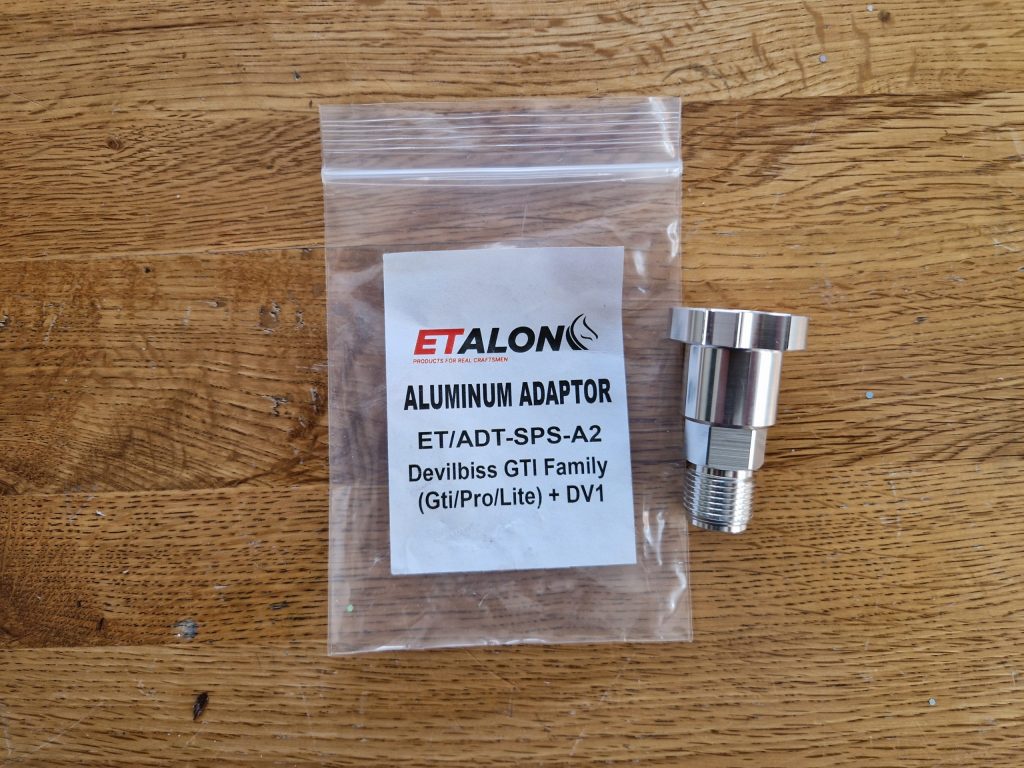 ETALON
PRODUCTS FOR REAL CRAFTSMEN
ALUMINUM ADAPTOR
ET/ADT-SPS-A2
Devilbiss GTI Family
(Gti/Pro/Lite) + DV1